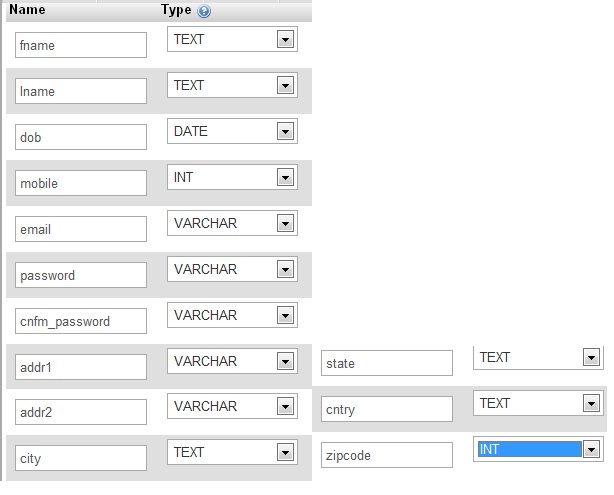 Name Type
fname TEXT
lname TEXT
dob DATE
mobile INT
email VARCHAR
password VARCHAR
cnfm_password VARCHAR
addr1 VARCHAR
addr2 VARCHAR
city TEXT
state TEXT
cntry TEXT
zipcode INT